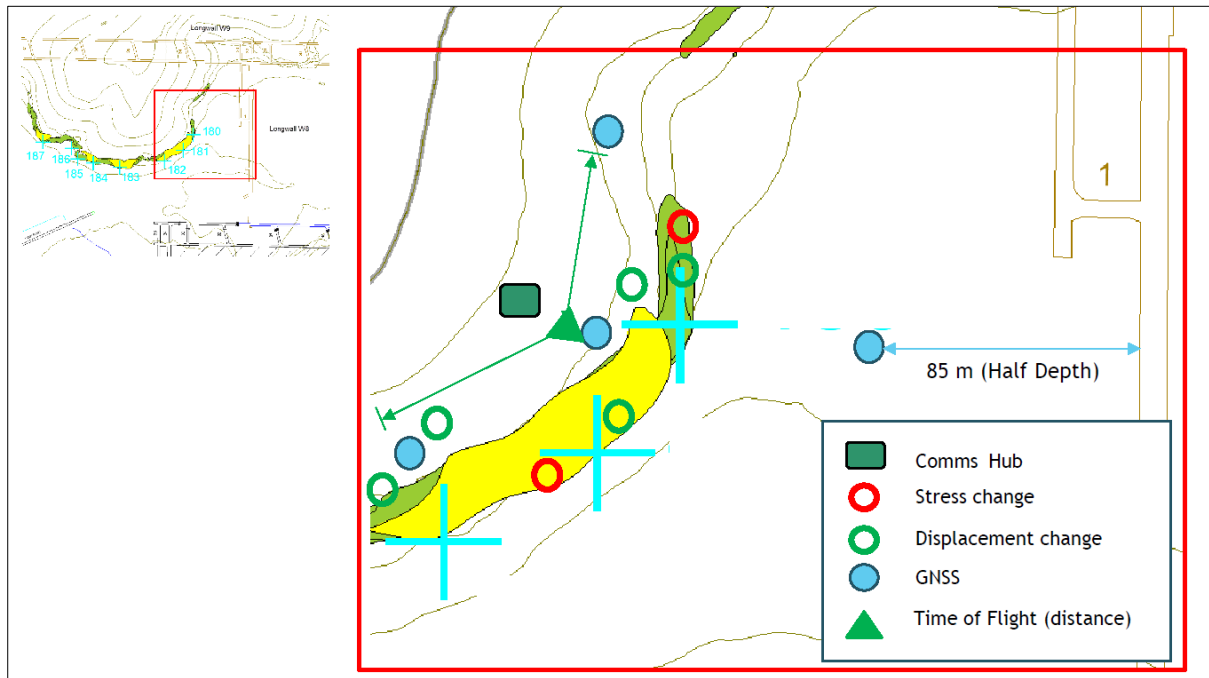 Longwall W9
Longwall W8
180
181
182
183
184
185
186
187
1
85 m (Half Depth)
Comms Hub
Stress change
Displacement change
GNSS
Time of Flight (distance)